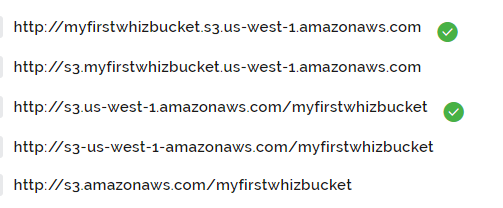 http://myfirstwhizbucket.s3.us-west-1.amazonaws.com
http://s3.myfirstwhizbucket.us-west-1.amazonaws.com
http://s3.us-west-1.amazonaws.com/myfirstwhizbucket
http://s3-us-west-1-amazonaws.com/myfirstwhizbucket
http://s3.amazonaws.com/myfirstwhizbucket